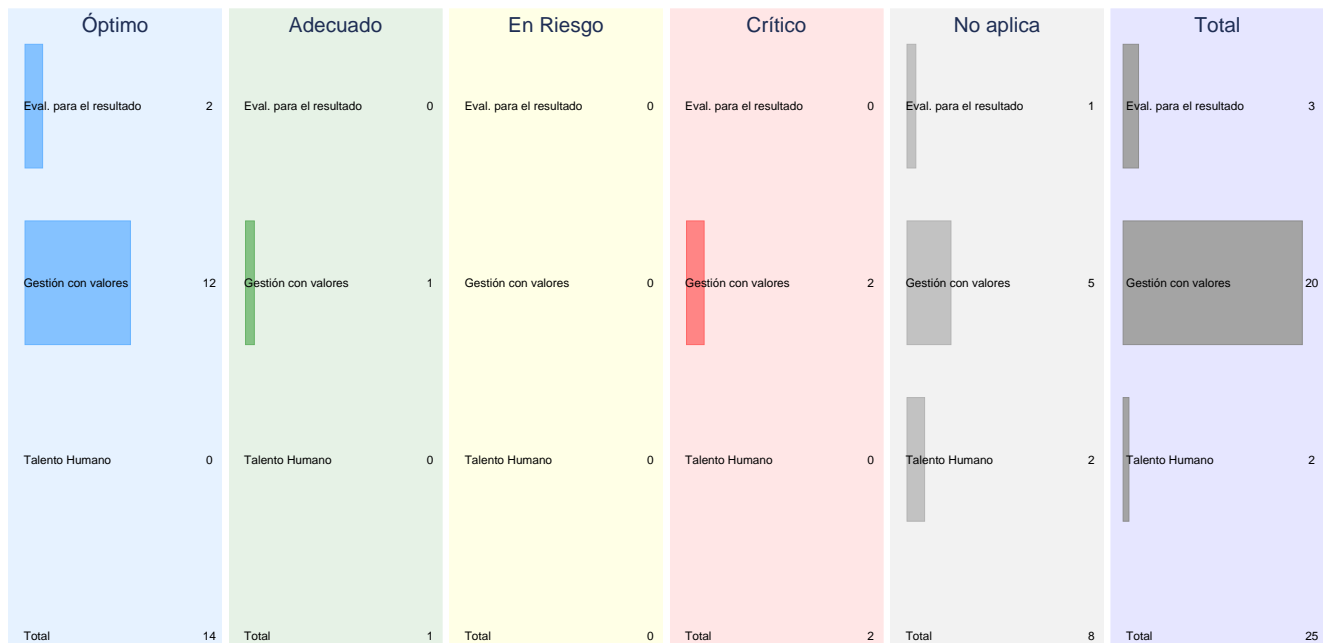 Óptimo Adecuado En Riesgo Crítico No aplica Total
Eval. para el resultado 2 Eval. para el resultado 0 Eval. para el resultado 0 Eval. para el resultado 0 Eval. para el resultado 1 Eval. para el resultado 3
Gestión con valores 12 Gestión con valores 1 Gestión con valores 0 Gestión con valores 2 Gestión con valores 5 Gestión con valores 20
Talento Humano 0 Talento Humano 0 Talento Humano 0 Talento Humano 0 Talento Humano 2 Talento Humano 2
Total 14 Total 1 Total 0 Total 2 Total 8 Total 25